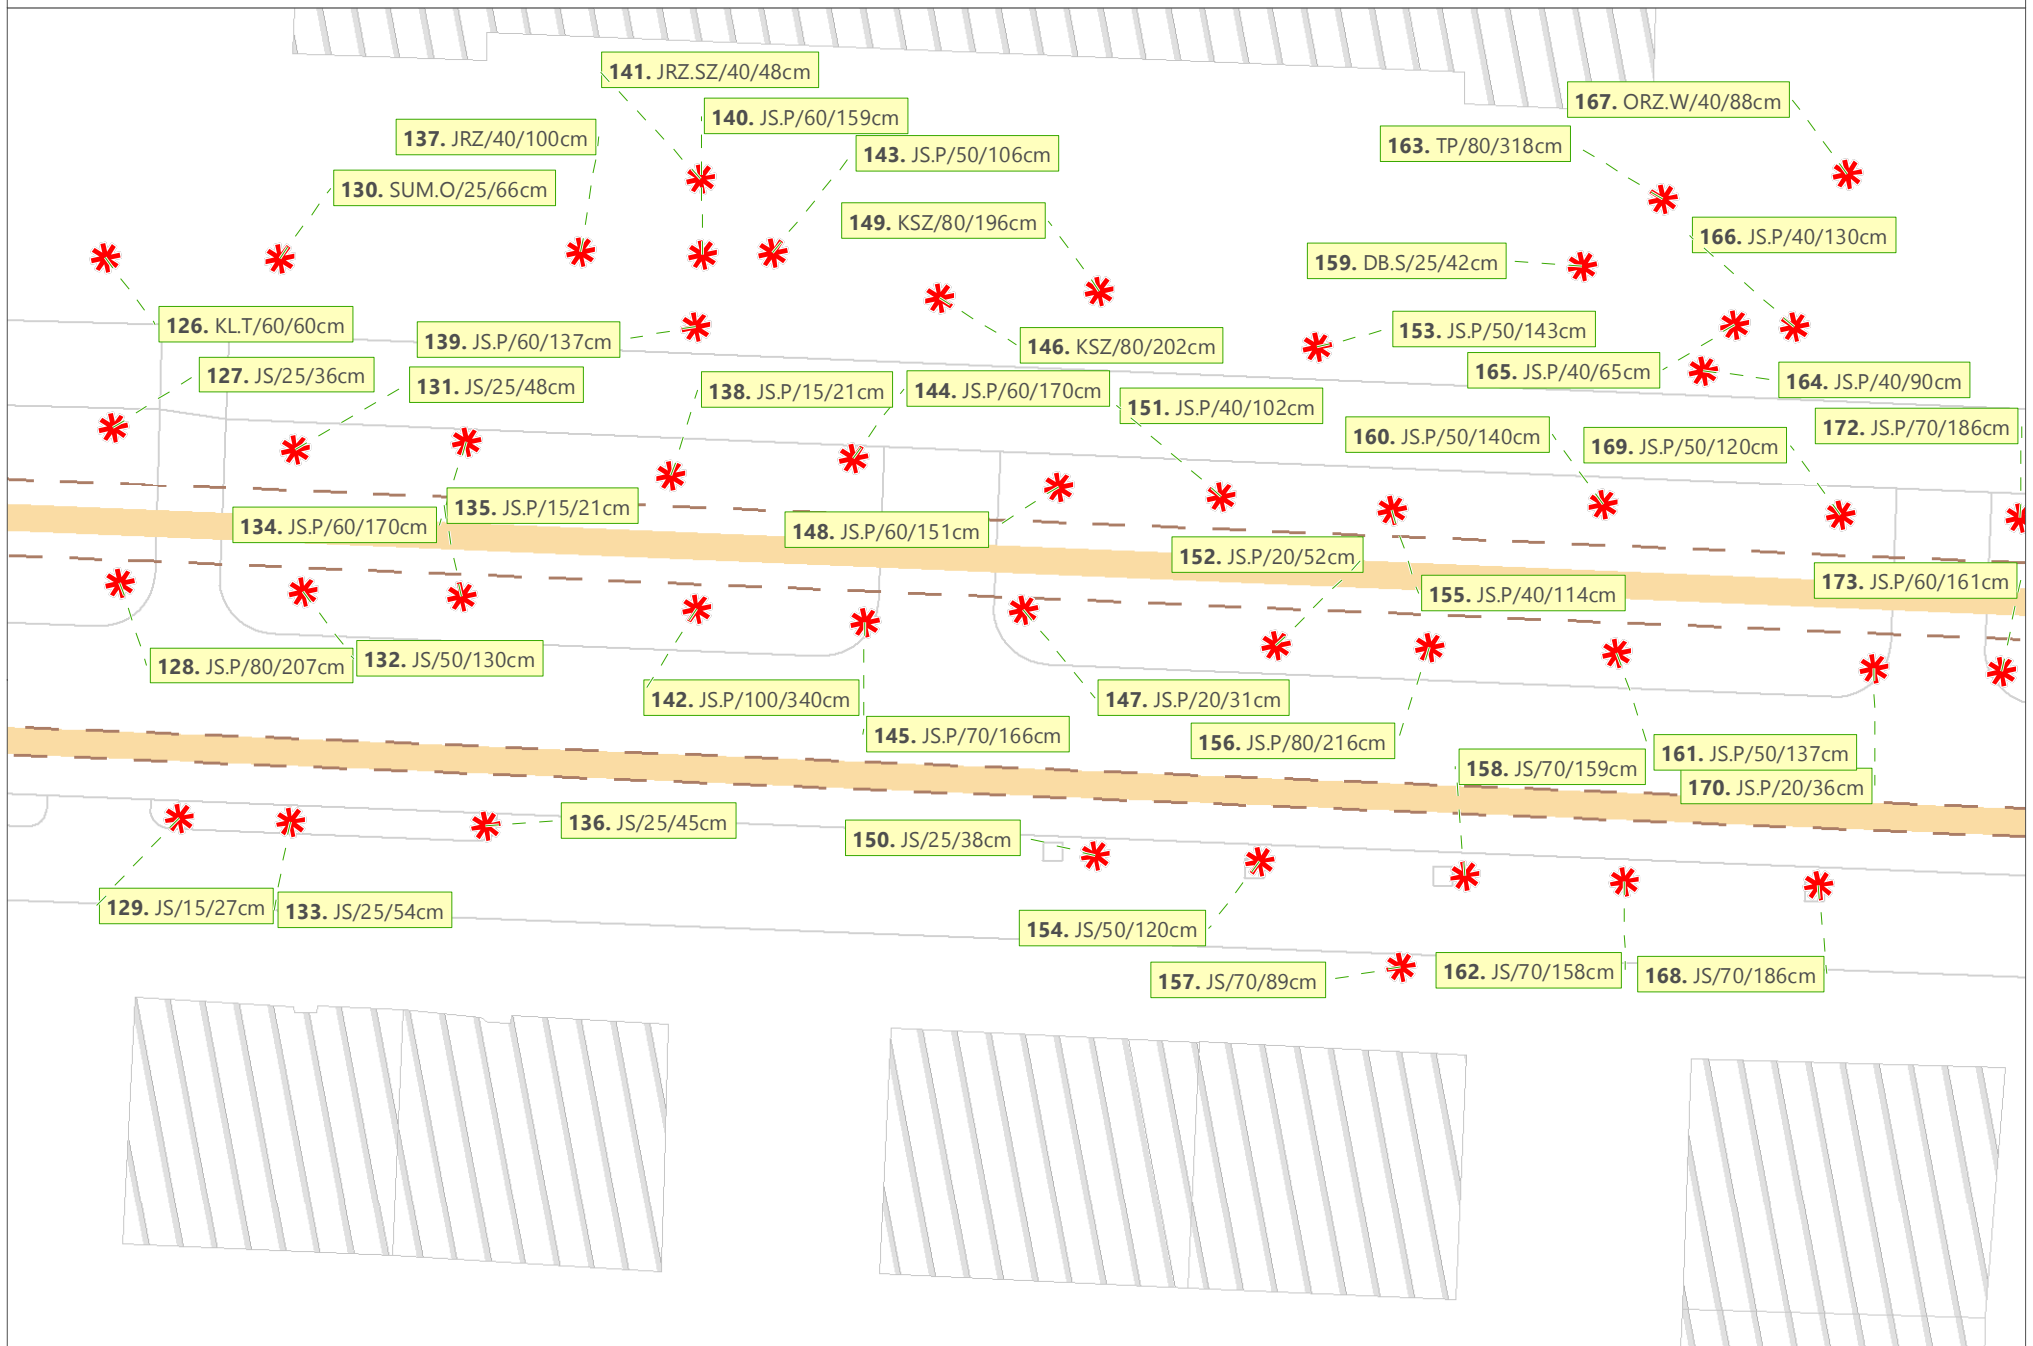 141. JRZ.SZ/40/48cm
167. ORZ.W/40/88cm
140. JS.P/60/159cm
137. JRZ/40/100cm
163. TP/80/318cm
143. JS.P/50/106cm
130. SUM.O/25/66cm
149. KSZ/80/196cm
166. JS.P/40/130cm
159. DB.S/25/42cm
126. KL.T/60/60cm
153. JS.P/50/143cm
139. JS.P/60/137cm
146. KSZ/80/202cm
165. JS.P/40/65cm
127. JS/25/36cm
164. JS.P/40/90cm
131. JS/25/48cm
138. JS.P/15/21cm
144. JS.P/60/170cm
151. JS.P/40/102cm
172. JS.P/70/186cm
160. JS.P/50/140cm
169. JS.P/50/120cm
135. JS.P/15/21cm
134. JS.P/60/170cm
148. JS.P/60/151cm
152. JS.P/20/52cm
173. JS.P/60/161cm
155. JS.P/40/114cm
132. JS/50/130cm
128. JS.P/80/207cm
142. JS.P/100/340cm
147. JS.P/20/31cm
145. JS.P/70/166cm
156. JS.P/80/216cm
161. JS.P/50/137cm
158. JS/70/159cm
170. JS.P/20/36cm
136. JS/25/45cm
150. JS/25/38cm
129. JS/15/27cm
133. JS/25/54cm
154. JS/50/120cm
162. JS/70/158cm
168. JS/70/186cm
157. JS/70/89cm